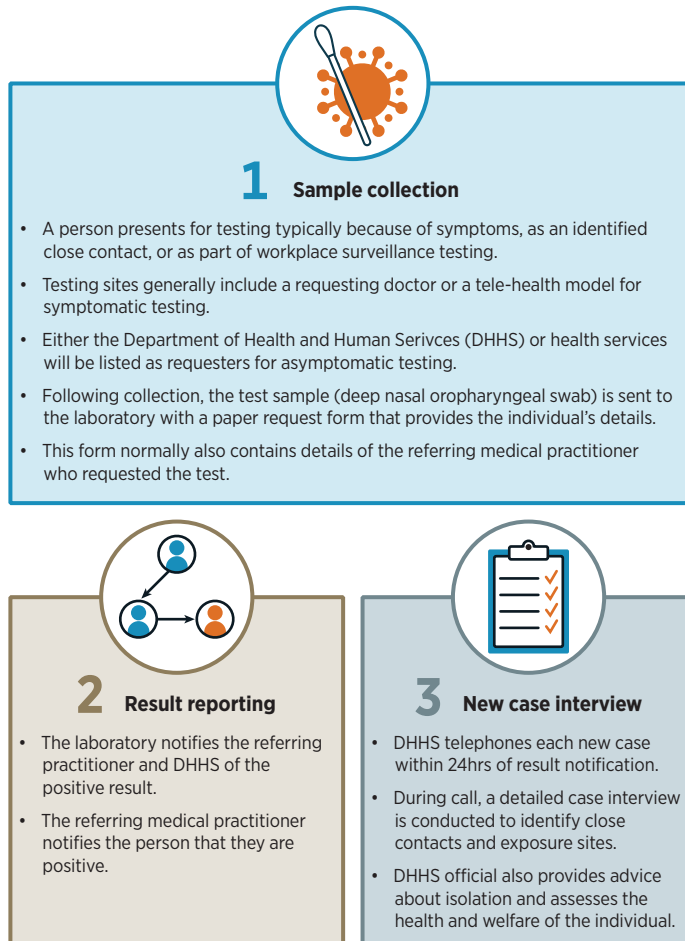 1 Sample collection
• A person presents for testing typically because of symptoms, as an identified
close contact, or as part of workplace surveillance testing.
• Testing sites generally include a requesting doctor or a tele-health model for
symptomatic testing.
• Either the Department of Health and Human Serivces (DHHS) or health services
will be listed as requesters for asymptomatic testing.
• Following collection, the test sample (deep nasal oropharyngeal swab) is sent to
the laboratory with a paper request form that provides the individual's details.
• This form normally also contains details of the referring medical practitioner
who requested the test.
2 Result reporting
• The laboratory notifies the referring
practitioner and DHHS of the
positive result.
• The referring medical practitioner
notifies the person that they are
positive.
3 New case interview
• DHHS telephones each new case
within 24hrs of result notification.
• During call, a detailed case interview
is conducted to identify close
contacts and exposure sites.
• DHHS official also provides advice
about isolation and assesses the
health and welfare of the individual.